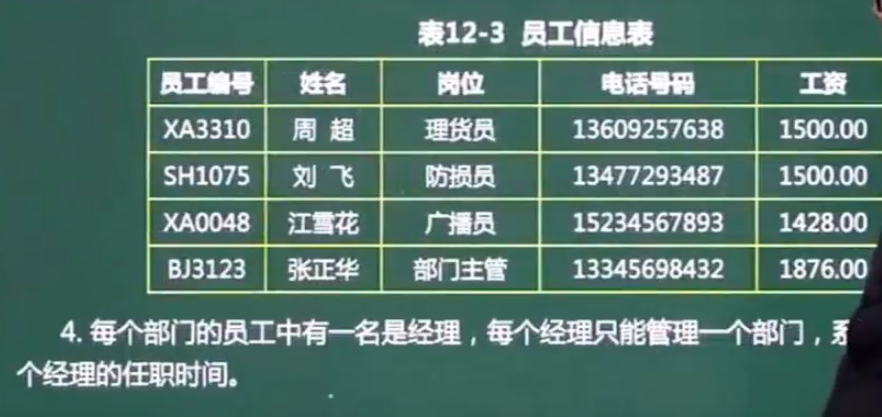 表12-3 员工信息表
员工编号 姓名 岗位 电话号码 工资
XA3310 周 超 理货员 13609257638 1500.00
SH1075 刘 飞 防损员 13477293487 1500.00
XA0048 江雪花 广播员 15234567893 1428.00
BJ3123 张正华 部门主管 13345698432 1876.00
4. 每个部门的员工中有一名是经理，每个经理只能管理一个部门，系
个经理的任职时间。